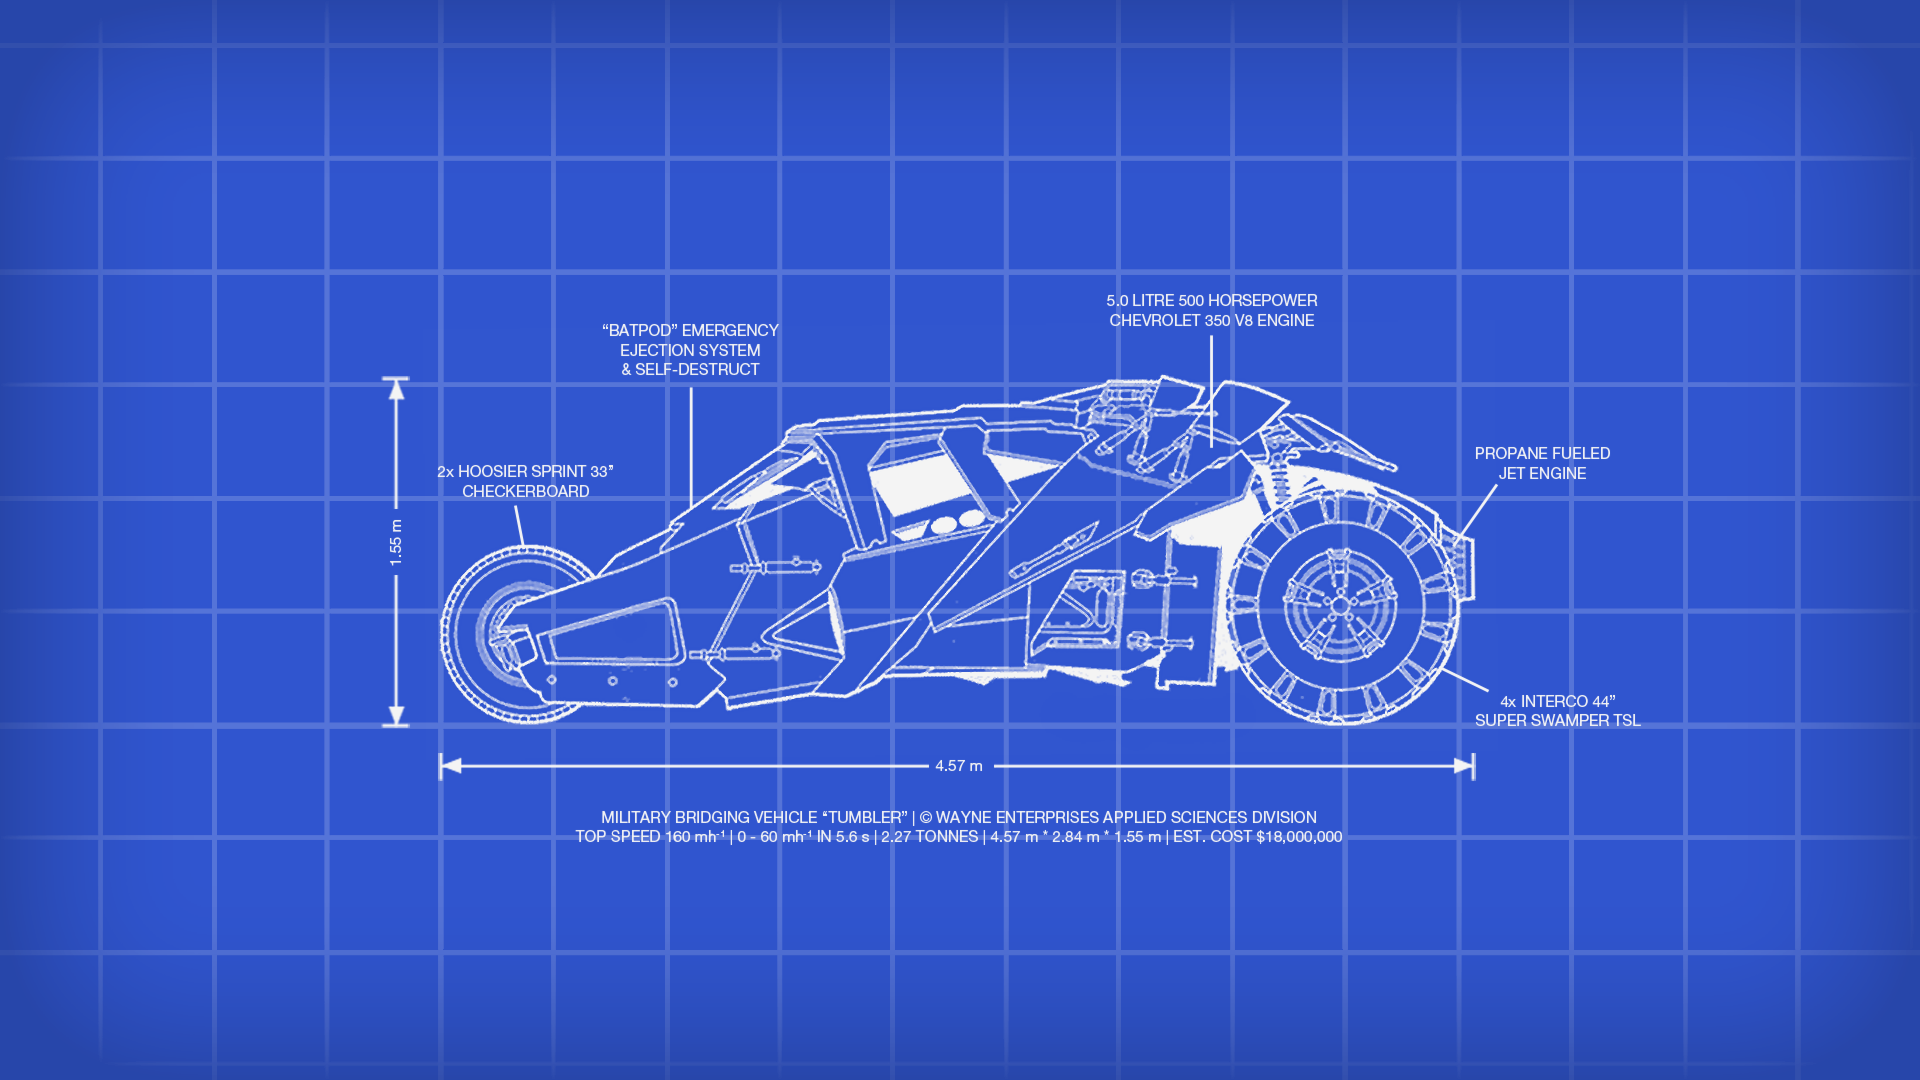 5.0 LITRE 500 HORSEPOWER
CHEVROLET 350 V8 ENGINE
“BATPOD” EMERGENCY
EJECTION SYSTEM
& SELF-DESTRUCT
PROPANE FUELED
JET ENGINE
2x HOOSIER SPRINT 33”
CHECKERBOARD
1.55 m
4x INTERCO 44”
SUPER SWAMPER TSL
4.57 m
MILITARY BRIDGING VEHICLE “TUMBLER” | © WAYNE ENTERPRISES APPLIED SCIENCES DIVISION
TOP SPEED 160 mh⁻¹ | 0 - 60 mh⁻¹ IN 5.6 s | 2.27 TONNES | 4.57 m * 2.84 m * 1.55 m | EST. COST $18,000,000